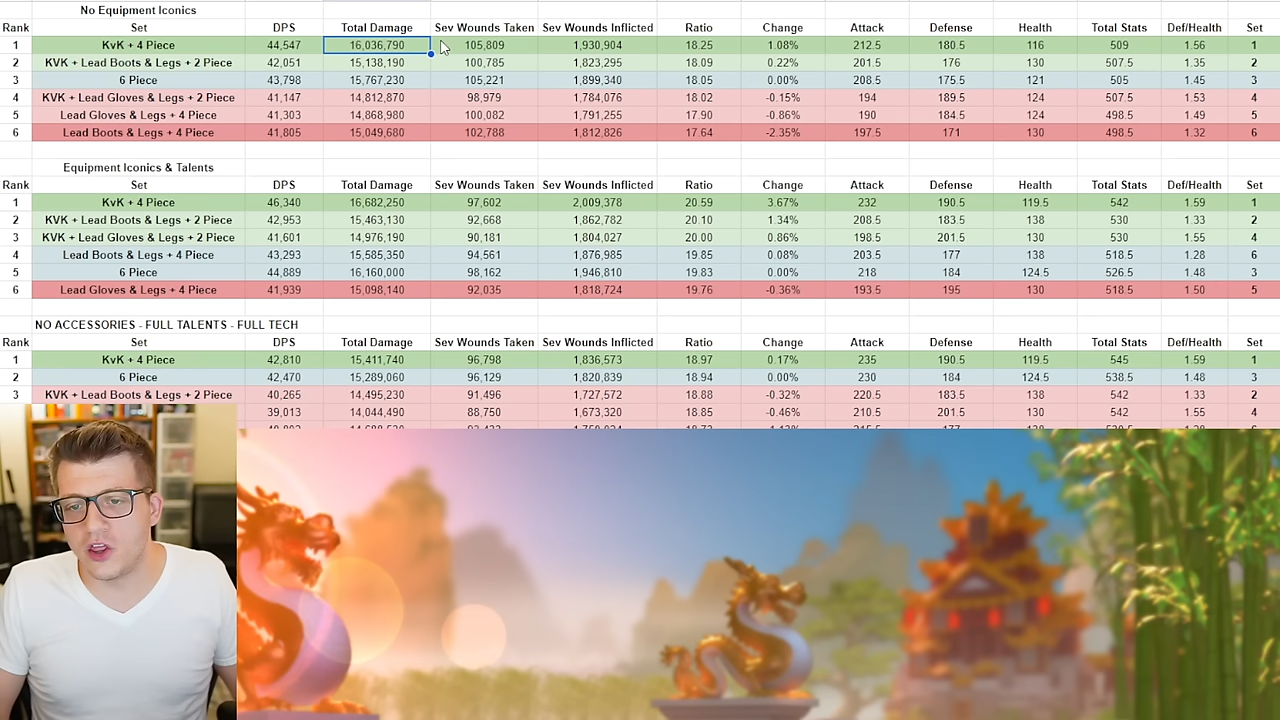 No Equipment Iconics
Rank Set DPS Total Damage Sev Wounds Taken Sev Wounds Inflicted Ratio Change Attack Defense Health Total Stats Def/Health Set
1 KvK + 4 Piece 44,547 16,036,790 105,809 1,930,904 18.25 1.08% 212.5 180.5 116 509 1.56 1
2 KVK + Lead Boots & Legs + 2 Piece 42,051 15,138,190 100,785 1,823,295 18.09 0.22% 201.5 176 130 507.5 1.35 2
3 6 Piece 43,798 15,767,230 105,221 1,899,340 18.05 0.00% 208.5 175.5 121 505 1.45 3
4 KVK + Lead Gloves & Legs + 2 Piece 41,147 14,812,870 98,979 1,784,076 18.02 -0.15% 194 189.5 124 507.5 1.53 4
5 Lead Gloves & Legs + 4 Piece 41,303 14,868,980 100,082 1,791,255 17.90 -0.86% 190 184.5 124 498.5 1.49 5
6 Lead Boots & Legs + 4 Piece 41,805 15,049,680 102,788 1,812,826 17.64 -2.35% 197.5 171 130 498.5 1.32 6
Equipment Iconics & Talents
Rank Set DPS Total Damage Sev Wounds Taken Sev Wounds Inflicted Ratio Change Attack Defense Health Total Stats Def/Health Set
1 KvK + 4 Piece 46,340 16,682,250 97,602 2,009,378 20.59 3.67% 232 190.5 119.5 542 1.59 1
2 KVK + Lead Boots & Legs + 2 Piece 42,953 15,463,130 92,668 1,862,782 20.10 1.34% 208.5 183.5 138 530 1.33 2
3 KVK + Lead Gloves & Legs + 2 Piece 41,601 14,976,190 90,181 1,804,027 20.00 0.86% 198.5 201.5 130 530 1.55 4
4 Lead Boots & Legs + 4 Piece 43,293 15,585,350 94,561 1,876,985 19.85 0.08% 203.5 177 138 518.5 1.28 6
5 6 Piece 44,889 16,160,000 98,162 1,946,810 19.83 0.00% 218 184 124.5 526.5 1.48 3
6 Lead Gloves & Legs + 4 Piece 41,939 15,098,140 92,035 1,818,724 19.76 -0.36% 193.5 195 130 518.5 1.50 5
NO ACCESSORIES - FULL TALENTS - FULL TECH
Rank Set DPS Total Damage Sev Wounds Taken Sev Wounds Inflicted Ratio Change Attack Defense Health Total Stats Def/Health Set
1 KvK + 4 Piece 42,810 15,411,740 96,798 1,836,573 18.97 0.17% 235 190.5 119.5 545 1.59 1
2 6 Piece 42,470 15,289,060 96,129 1,820,839 18.94 0.00% 230 184 124.5 538.5 1.48 3
3 KVK + Lead Boots & Legs + 2 Piece 40,265 14,495,230 91,496 1,727,572 18.88 -0.32% 220.5 183.5 138 542 1.33 2
39,013 14,044,490 88,750 1,673,320 18.85 -0.46% 210.5 201.5 130 542 1.55 4